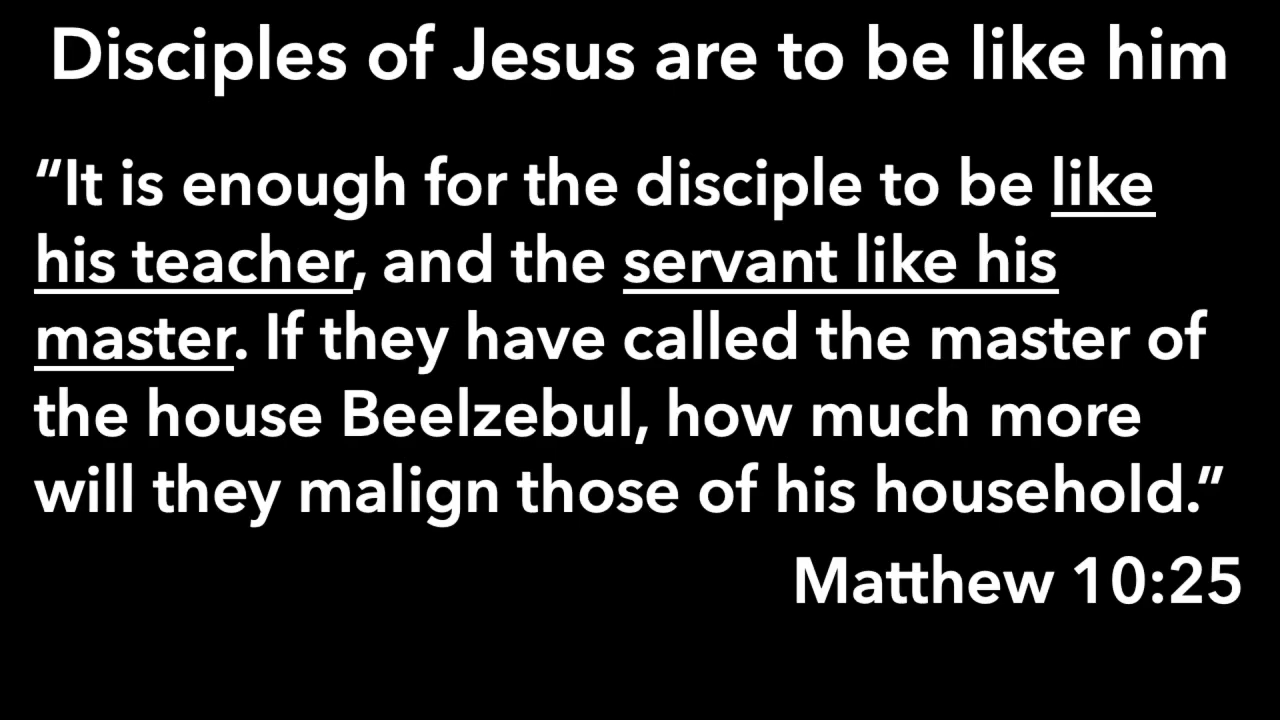 Disciples of Jesus are to be like him
“It is enough for the disciple to be like
his teacher, and the servant like his
master. If they have called the master of
the house Beelzebul, how much more
will they malign those of his household.”
Matthew 10:25